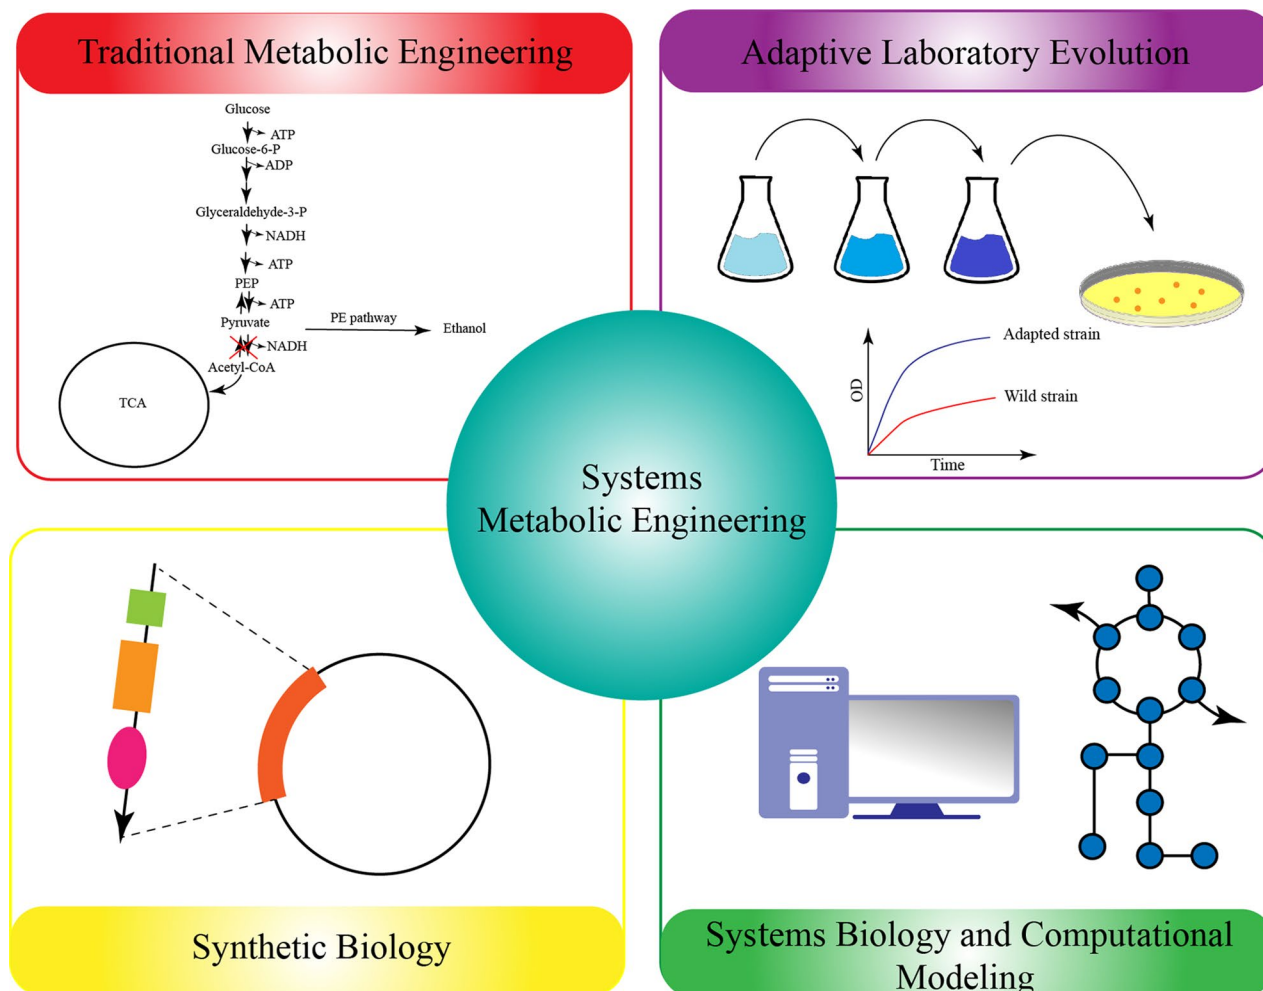 Traditional Metabolic Engineering
Glucose
ATP
Glucose-6-P
ADP
Glyceraldehyde-3-P
NADH
ATP
PEP
ATP
Pyruvate
PE pathway
Ethanol
NADH
Acetyl-CoA
TCA
Adaptive Laboratory Evolution
Adapted strain
OD
Wild strain
Time
Systems
Metabolic Engineering
Synthetic Biology
Systems Biology and Computational
Modeling